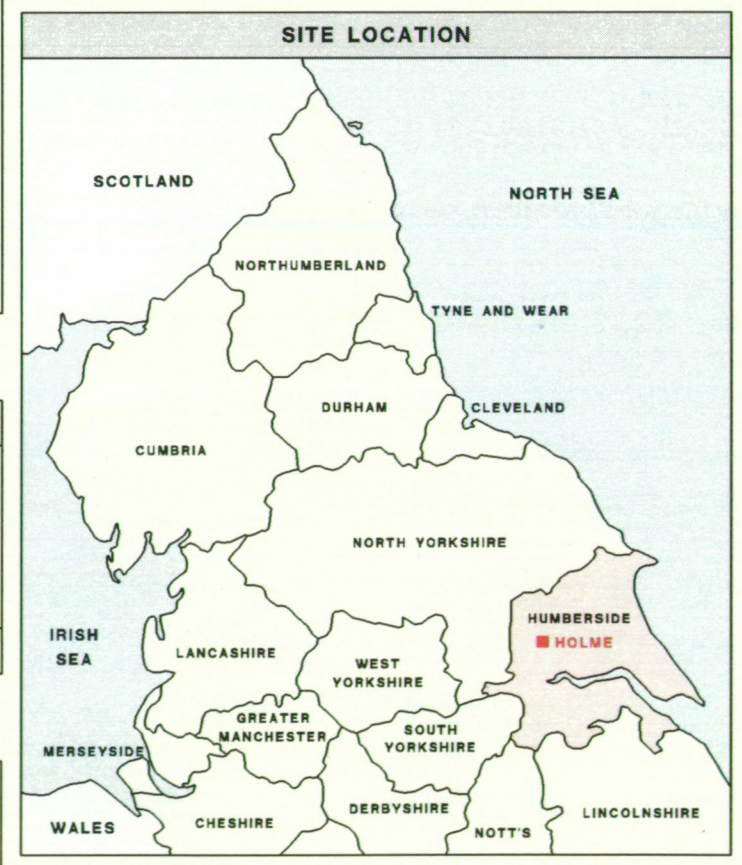 SITE LOCATION
SCOTLAND
NORTH SEA
NORTHUMBERLAND
TYNE AND WEAR
DURHAM
CLEVELAND
CUMBRIA
NORTH YORKSHIRE
HUMBERSIDE
HOLME
IRISH
SEA
LANCASHIRE
WEST
YORKSHIRE
GREATER
MANCHESTER
SOUTH
YORKSHIRE
MERSEYSIDE
DERBYSHIRE
LINCOLNSHIRE
CHESHIRE
WALES
NOTT'S